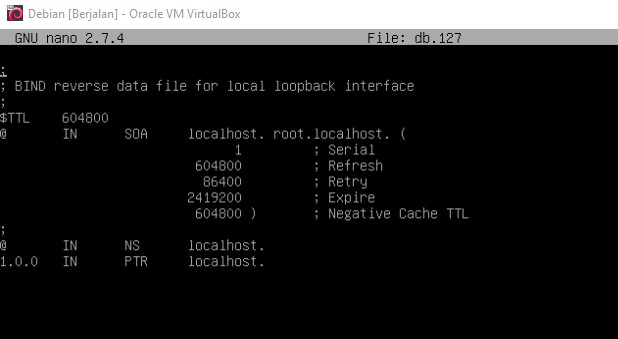 Debian [Berjalan] - Oracle VM VirtualBox
GNU nano 2.7.4 File: db.127
;
; BIND reverse data file for local loopback interface
;
$TTL 604800
@ IN SOA localhost. root.localhost. (
1 ; Serial
604800 ; Refresh
86400 ; Retry
2419200 ; Expire
604800 ) ; Negative Cache TTL
;
@ IN NS localhost.
1.0.0 IN PTR localhost.